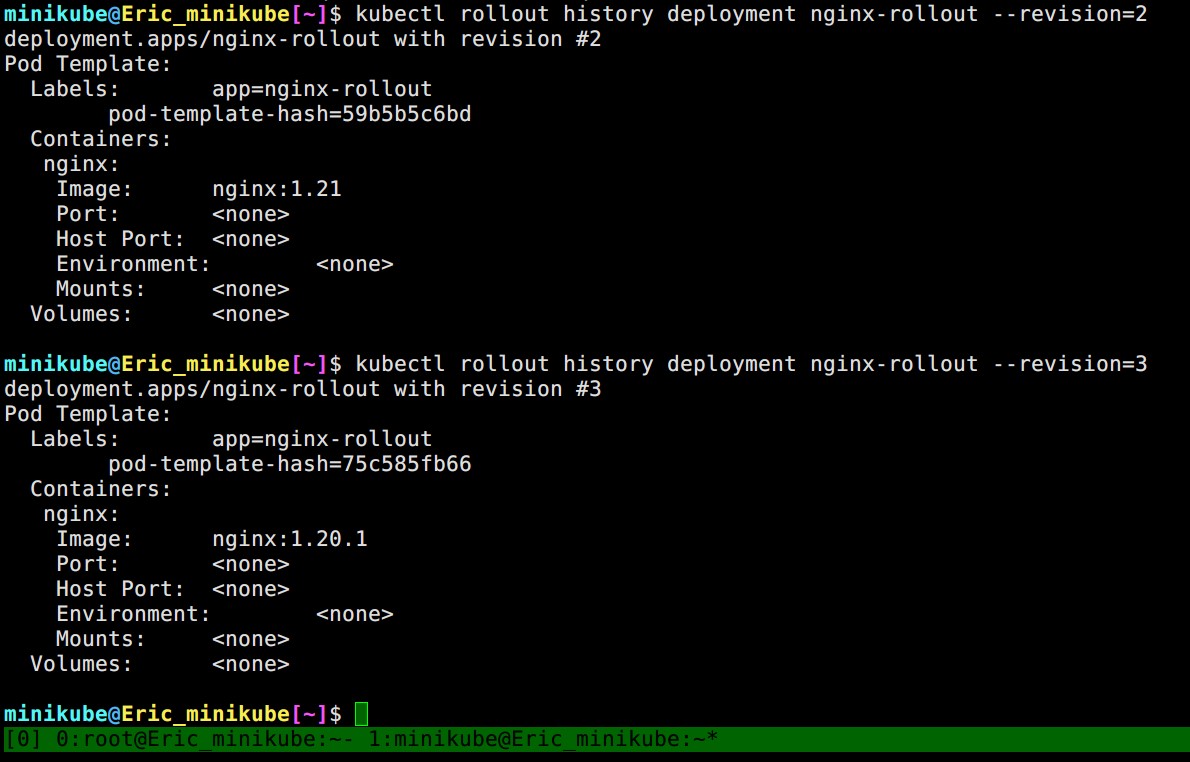 minikube@Eric_minikube[~]$ kubectl rollout history deployment nginx-rollout --revision=2
deployment.apps/nginx-rollout with revision #2
Pod Template:
  Labels:       app=nginx-rollout
        pod-template-hash=59b5b5c6bd
  Containers:
   nginx:
    Image:      nginx:1.21
    Port:       <none>
    Host Port:  <none>
    Environment:        <none>
    Mounts:     <none>
  Volumes:      <none>

minikube@Eric_minikube[~]$ kubectl rollout history deployment nginx-rollout --revision=3
deployment.apps/nginx-rollout with revision #3
Pod Template:
  Labels:       app=nginx-rollout
        pod-template-hash=75c585fb66
  Containers:
   nginx:
    Image:      nginx:1.20.1
    Port:       <none>
    Host Port:  <none>
    Environment:        <none>
    Mounts:     <none>
  Volumes:      <none>

minikube@Eric_minikube[~]$
[0] 0:root@Eric_minikube:~- 1:minikube@Eric_minikube:~*